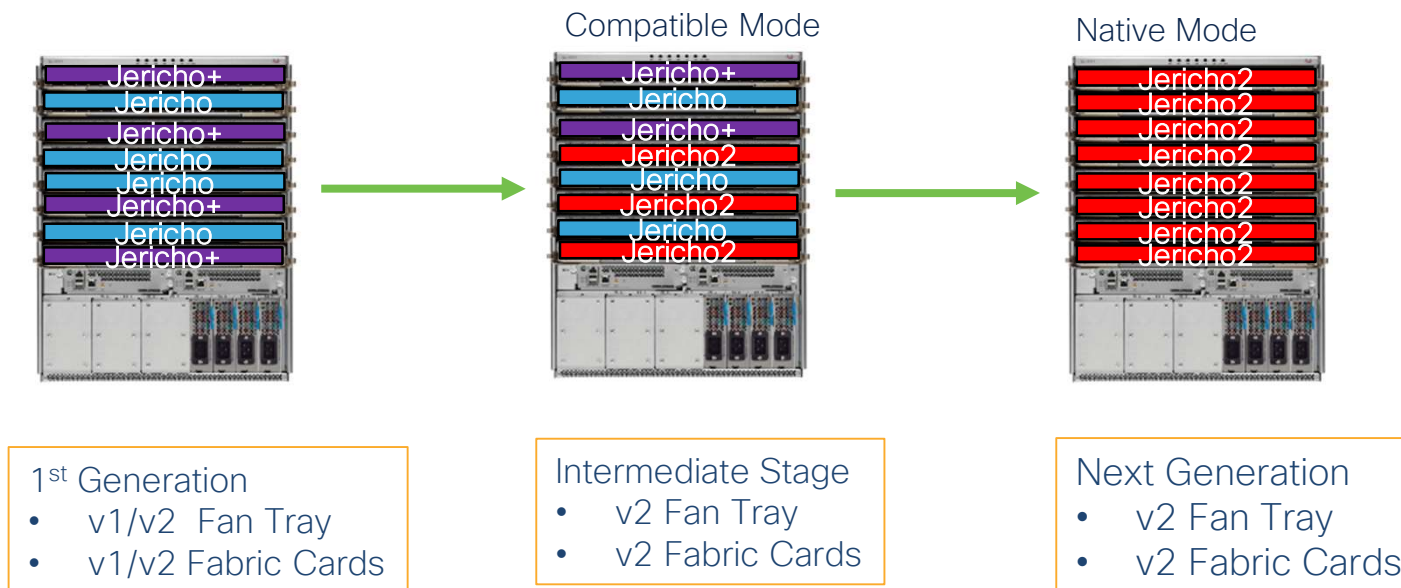 Compatible Mode
Native Mode
Jericho+
Jericho
Jericho+
Jericho
Jericho
Jericho+
Jericho
Jericho+
Jericho+
Jericho
Jericho+
Jericho2
Jericho
Jericho2
Jericho
Jericho2
Jericho2
Jericho2
Jericho2
Jericho2
Jericho2
Jericho2
Jericho2
Jericho2
1st Generation
• v1/v2 Fan Tray
• v1/v2 Fabric Cards
Intermediate Stage
• v2 Fan Tray
• v2 Fabric Cards
Next Generation
• v2 Fan Tray
• v2 Fabric Cards